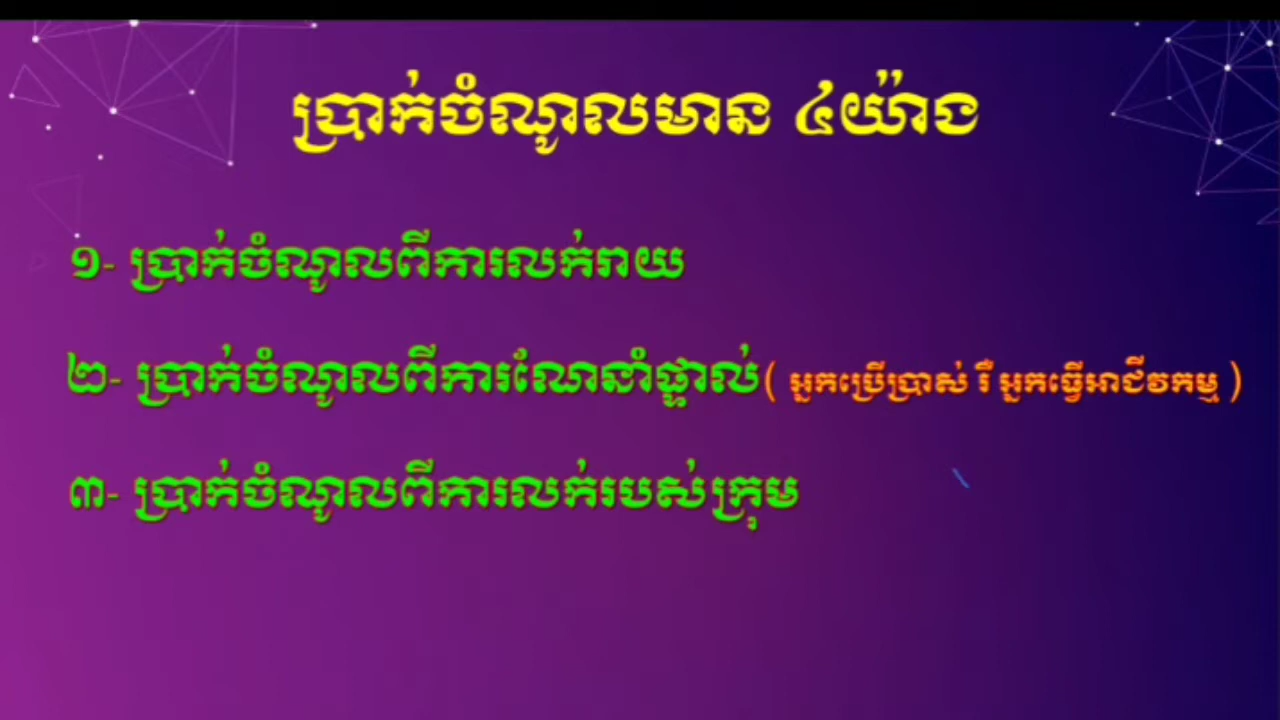 ប្រាក់ចំណូលមាន ៤យ៉ាង
១- ប្រាក់ចំណូលពីការលក់រាយ
២- ប្រាក់ចំណូលពីការណែនាំផ្ទាល់( អ្នកប្រើប្រាស់ រឺ អ្នកធ្វើអាជីវកម្ម )
៣- ប្រាក់ចំណូលពីការលក់របស់ក្រុម